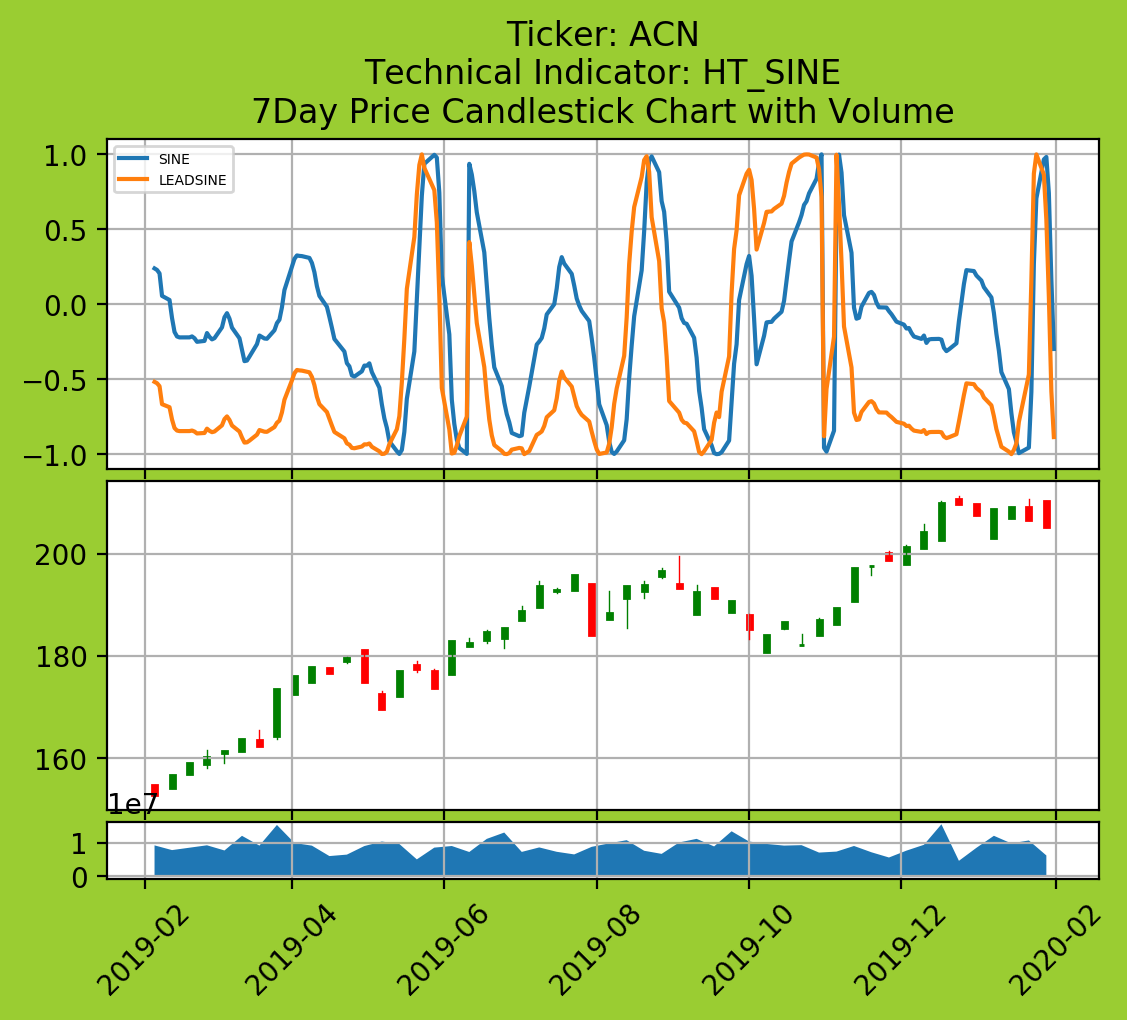 Ticker: ACN
Technical Indicator: HT_SINE
7Day Price Candlestick Chart with Volume
SINE
LEADSINE
1.0
0.5
0.0
−0.5
−1.0
200
180
160
1e7
1
0
2019-02
2019-04
2019-06
2019-08
2019-10
2019-12
2020-02